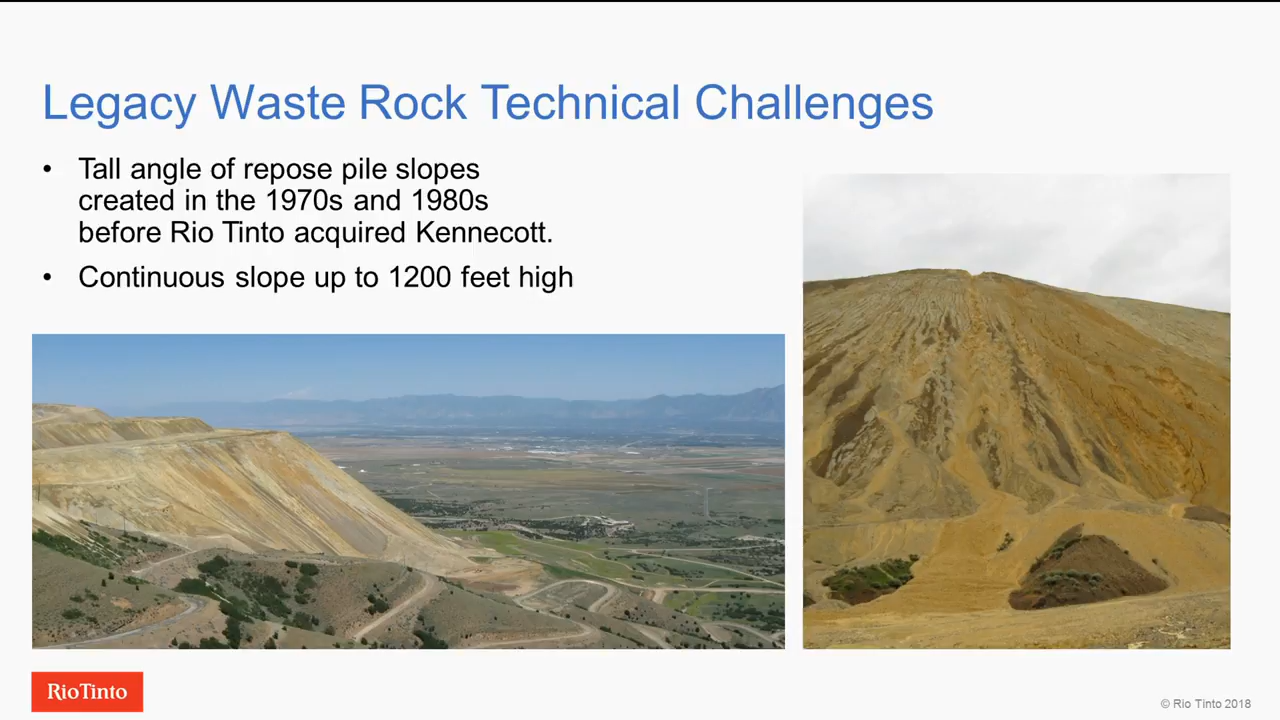 Legacy Waste Rock Technical Challenges
• Tall angle of repose pile slopes
created in the 1970s and 1980s
before Rio Tinto acquired Kennecott.
• Continuous slope up to 1200 feet high
RioTinto
© Rio Tinto 2018